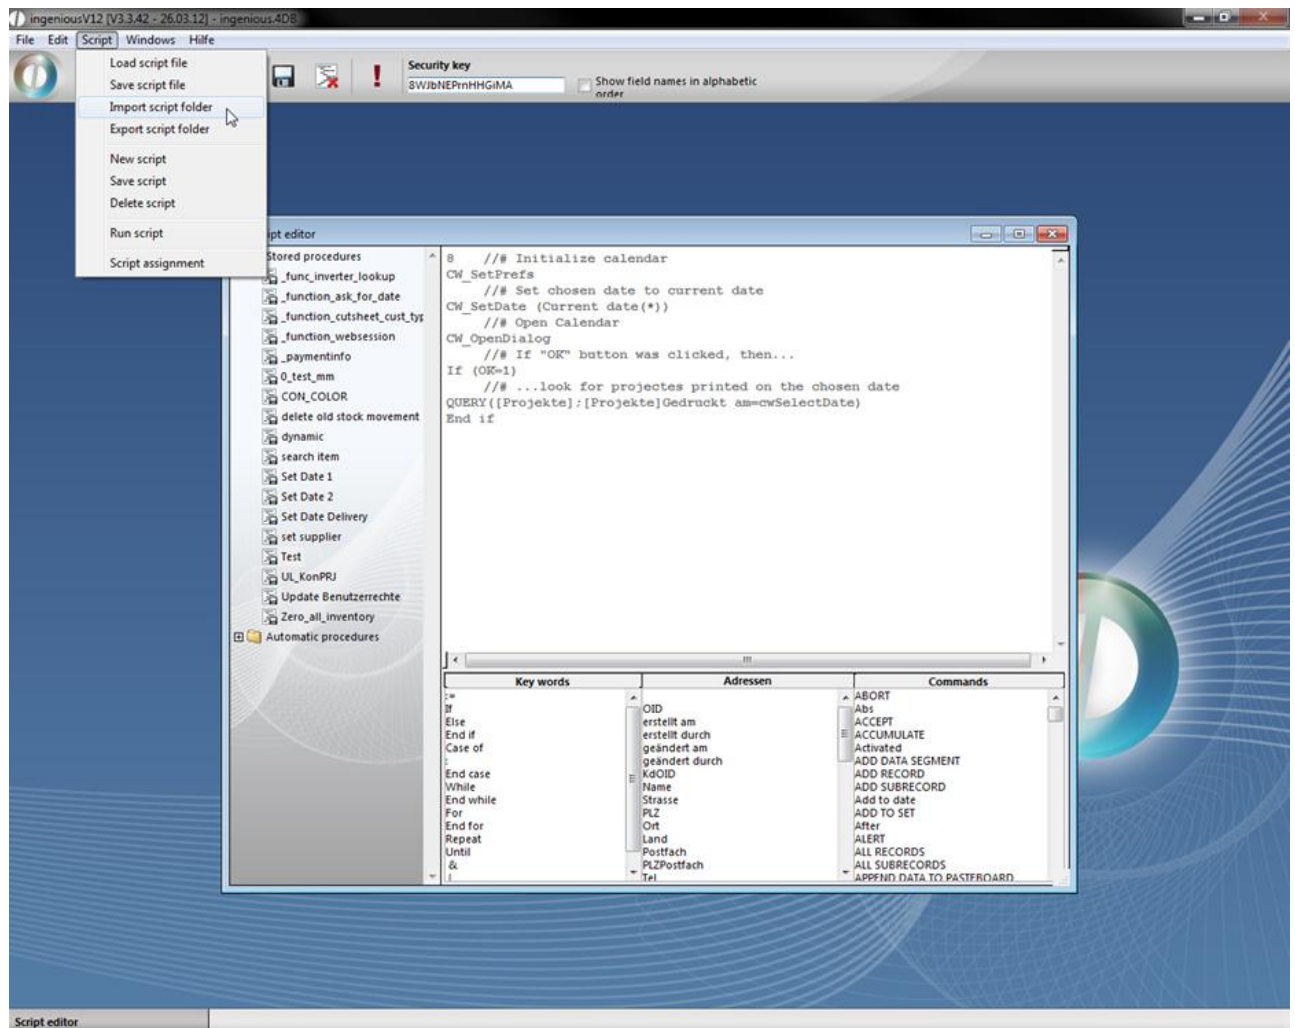 ingeniousV12 [V3.3.42 - 26.03.12] - ingenious.4DB
File Edit Script Windows Hilfe
Load script file
Save script file
Import script folder
Export script folder
New script
Save script
Delete script
Run script
Script assignment
Security key
8WJbNEPrnHHGiMA
Show field names in alphabetic
order
ipt editor
Stored procedures
_func_inverter_lookup
_function_ask_for_date
_function_cutsheet_cust_typ
_function_websession
_paymentinfo
0_test_mm
CON_COLOR
delete old stock movement
dynamic
search item
Set Date 1
Set Date 2
Set Date Delivery
set supplier
Test
UL_KonPRJ
Update Benutzerrechte
Zero_all_inventory
Automatic procedures
8 //# Initialize calendar
CW_SetPrefs
//# Set chosen date to current date
CW_SetDate (Current date(*))
//# Open Calendar
CW_OpenDialog
//# If "OK" button was clicked, then...
If (OK=1)
//# ...look for projectes printed on the chosen date
QUERY([Projekte];[Projekte]Gedruckt am=cwSelectDate)
End if
Key words
:=
If
Else
End if
Case of
:
End case
While
End while
For
End for
Repeat
Until
&
|
Adressen
OID
erstellt am
erstellt durch
geändert am
geändert durch
KdOID
Name
Strasse
PLZ
Ort
Land
Postfach
PLZPostfach
Tel
Commands
ABORT
Abs
ACCEPT
ACCUMULATE
Activated
ADD DATA SEGMENT
ADD RECORD
ADD SUBRECORD
Add to date
ADD TO SET
After
ALERT
ALL RECORDS
ALL SUBRECORDS
APPEND DATA TO PASTEBOARD
Script editor